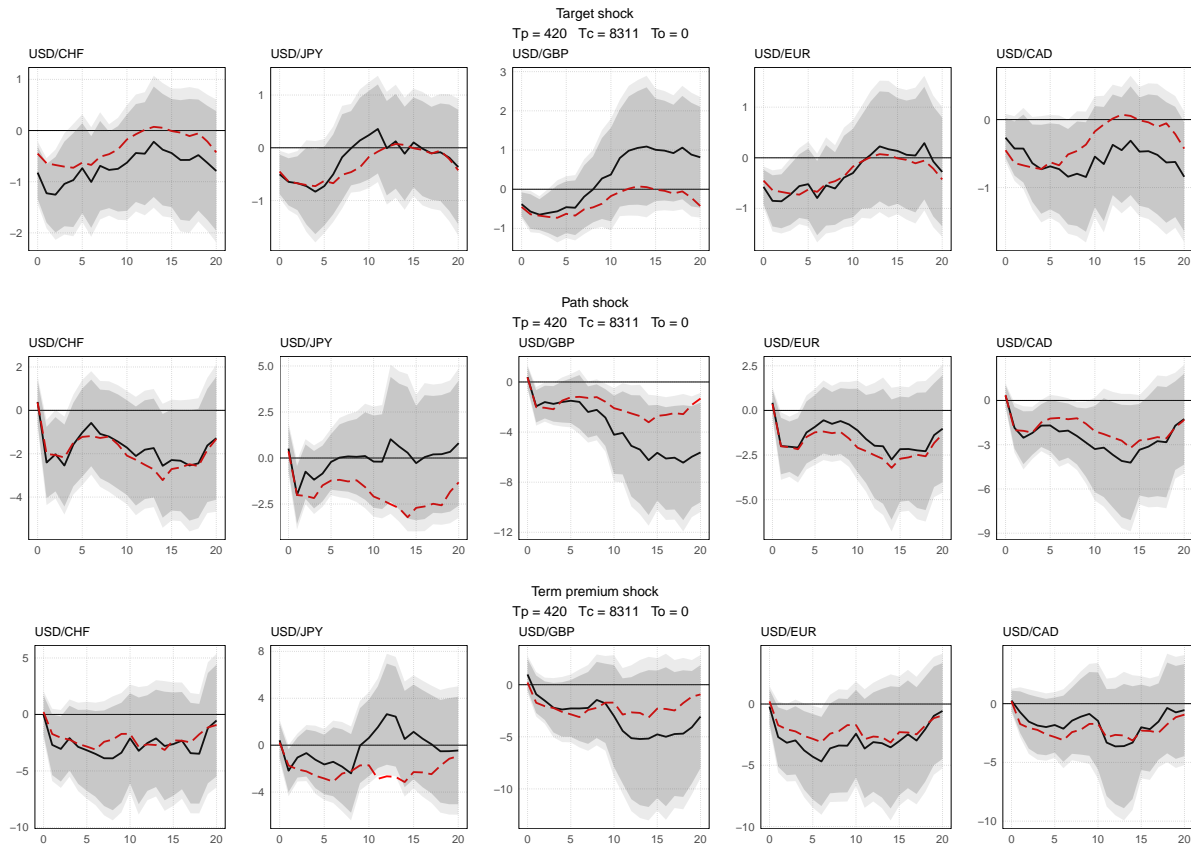 Target shock
Tp = 420 Tc = 8311 To = 0
USD/CHF USD/JPY USD/GBP USD/EUR USD/CAD
1
0
−1
−2
0 5 10 15 20
1
0
−1
0 5 10 15 20
3
2
1
0
−1
0 5 10 15 20
1
0
−1
0 5 10 15 20
0
−1
0 5 10 15 20
Path shock
Tp = 420 Tc = 8311 To = 0
USD/CHF USD/JPY USD/GBP USD/EUR USD/CAD
2
0
−2
−4
0 5 10 15 20
5.0
2.5
0.0
−2.5
0 5 10 15 20
0
−4
−8
−12
0 5 10 15 20
2.5
0.0
−2.5
−5.0
0 5 10 15 20
0
−3
−6
−9
0 5 10 15 20
Term premium shock
Tp = 420 Tc = 8311 To = 0
USD/CHF USD/JPY USD/GBP USD/EUR USD/CAD
5
0
−5
−10
0 5 10 15 20
8
4
0
−4
0 5 10 15 20
0
−5
−10
0 5 10 15 20
0
−5
−10
0 5 10 15 20
0
−5
−10
0 5 10 15 20